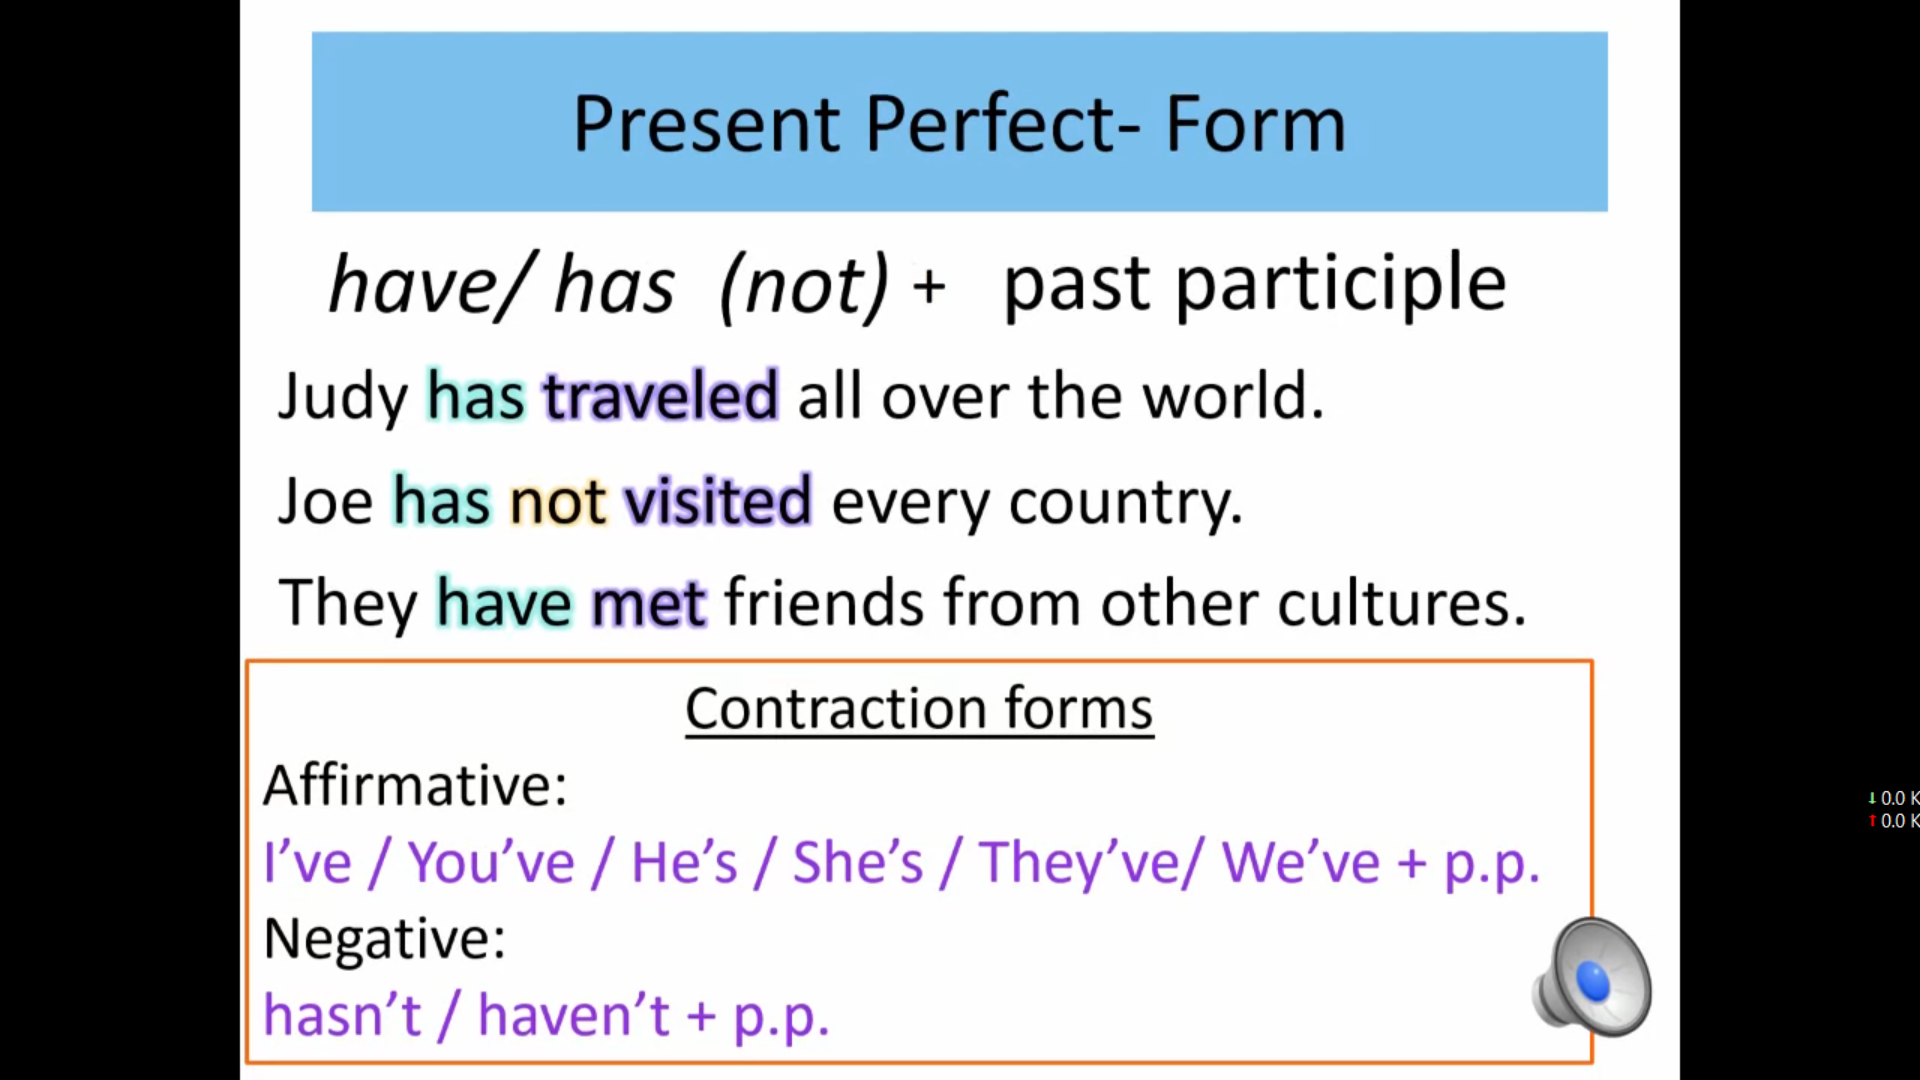 Present Perfect- Form
have/ has (not) + past participle
Judy has traveled all over the world.
Joe has not visited every country.
They have met friends from other cultures.
Contraction forms
Affirmative:
I’ve / You’ve / He’s / She’s / They’ve/ We’ve + p.p.
Negative:
hasn’t / haven’t + p.p.
↓ 0.0 K
↑ 0.0 K